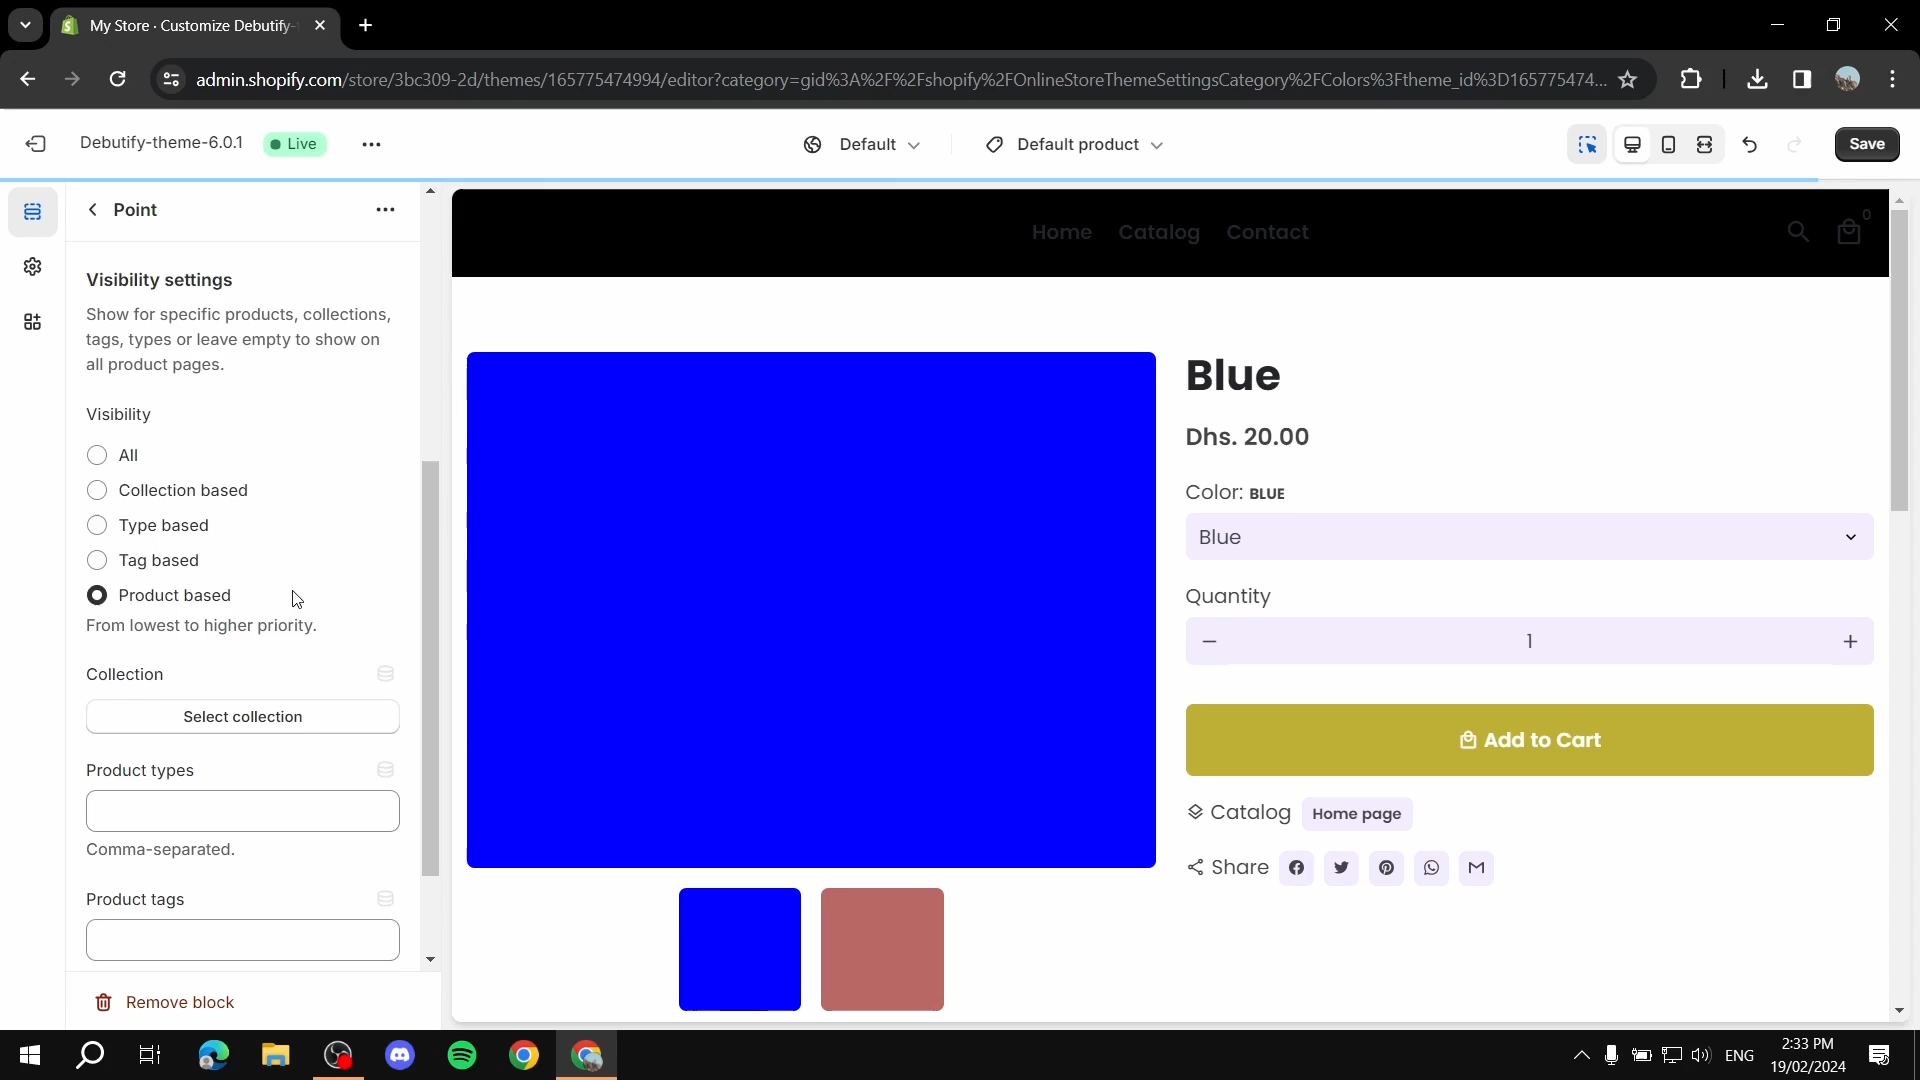 My Store · Customize Debutify-
admin.shopify.com/store/3bc309-2d/themes/165775474994/editor?category=gid%3A%2F%2Fshopify%2FOnlineStoreThemeSettingsCategory%2FColors%3Ftheme_id%3D165775474...
Debutify-theme-6.0.1
Live
Default
Default product
Save
Point
Visibility settings
Show for specific products, collections,
tags, types or leave empty to show on
all product pages.
Visibility
All
Collection based
Type based
Tag based
Product based
From lowest to higher priority.
Collection
Select collection
Product types
Comma-separated.
Product tags
Remove block
Home
Catalog
Contact
0
Blue
Dhs. 20.00
Color: BLUE
Blue
Quantity
1
Add to Cart
Catalog
Home page
Share
ENG
2:33 PM
19/02/2024